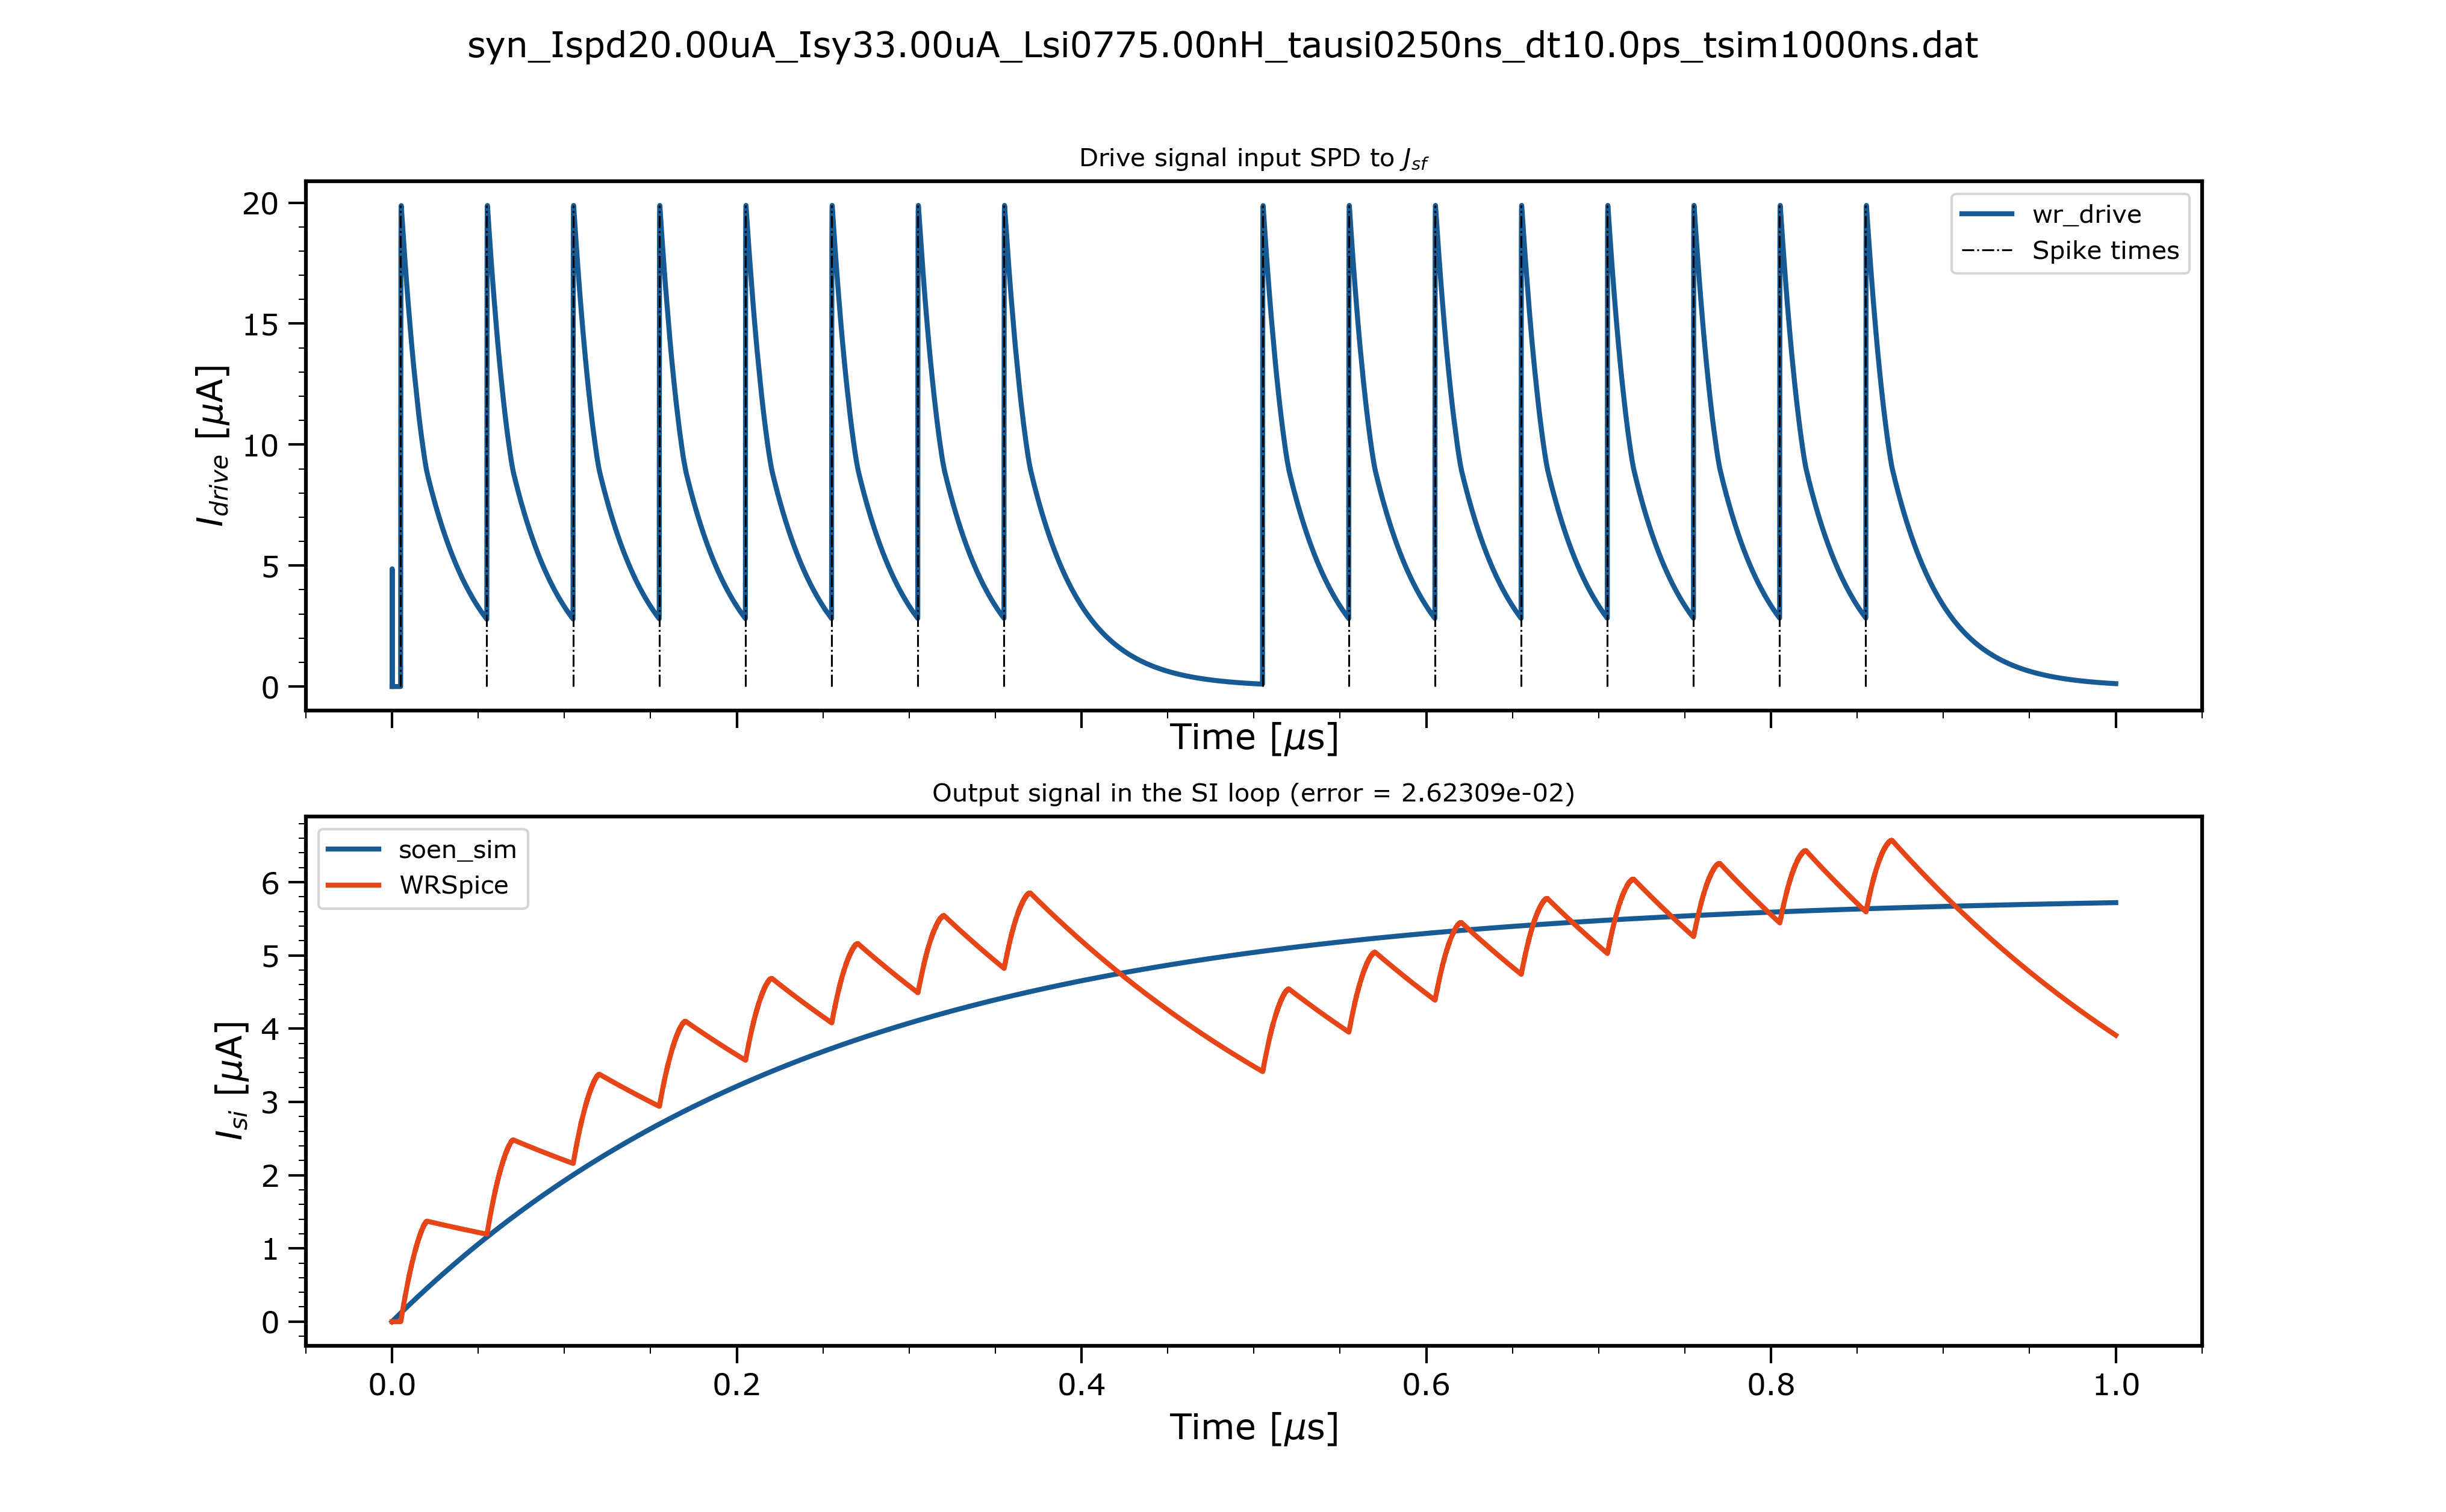 syn_Ispd20.00uA_Isy33.00uA_Lsi0775.00nH_tausi0250ns_dt10.0ps_tsim1000ns.dat
Drive signal input SPD to J_sf
20
15
10
5
0
I_drive [μA]
wr_drive
Spike times
Time [μs]
Output signal in the SI loop (error = 2.62309e-02)
soen_sim
WRSpice
6
5
4
3
2
1
0
I_si [μA]
0.0 0.2 0.4 0.6 0.8 1.0
Time [μs]